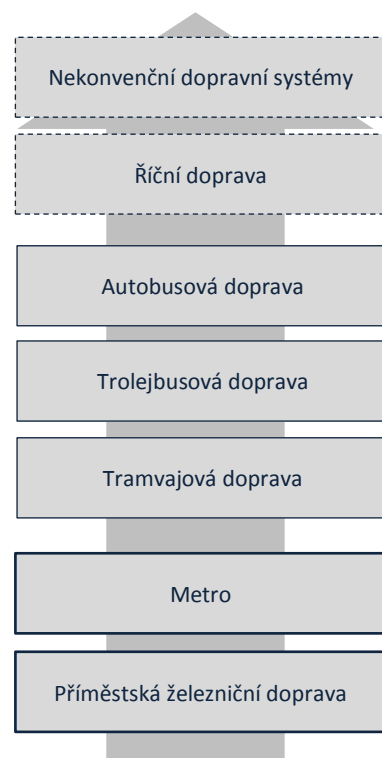 Nekonvenční dopravní systémy
Říční doprava
Autobusová doprava
Trolejbusová doprava
Tramvajová doprava
Metro
Příměstská železniční doprava